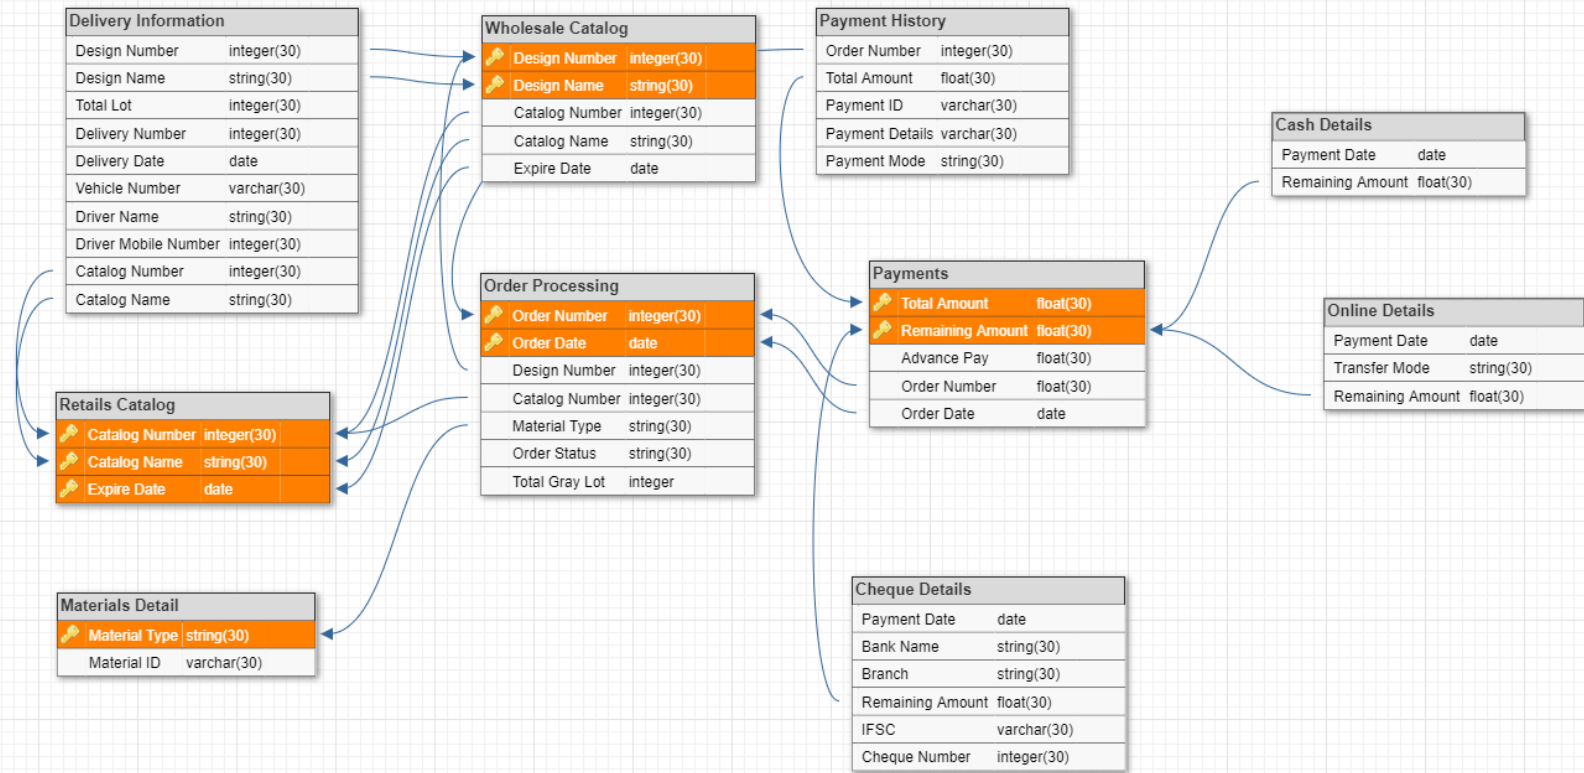 Delivery Information
Design Number integer(30)
Design Name string(30)
Total Lot integer(30)
Delivery Number integer(30)
Delivery Date date
Vehicle Number varchar(30)
Driver Name string(30)
Driver Mobile Number integer(30)
Catalog Number integer(30)
Catalog Name string(30)
Wholesale Catalog
Design Number integer(30)
Design Name string(30)
Catalog Number integer(30)
Catalog Name string(30)
Expire Date date
Payment History
Order Number integer(30)
Total Amount float(30)
Payment ID varchar(30)
Payment Details varchar(30)
Payment Mode string(30)
Cash Details
Payment Date date
Remaining Amount float(30)
Order Processing
Order Number integer(30)
Order Date date
Design Number integer(30)
Catalog Number integer(30)
Material Type string(30)
Order Status string(30)
Total Gray Lot integer
Payments
Total Amount float(30)
Remaining Amount float(30)
Advance Pay float(30)
Order Number float(30)
Order Date date
Online Details
Payment Date date
Transfer Mode string(30)
Remaining Amount float(30)
Retails Catalog
Catalog Number integer(30)
Catalog Name string(30)
Expire Date date
Materials Detail
Material Type string(30)
Material ID varchar(30)
Cheque Details
Payment Date date
Bank Name string(30)
Branch string(30)
Remaining Amount float(30)
IFSC varchar(30)
Cheque Number integer(30)